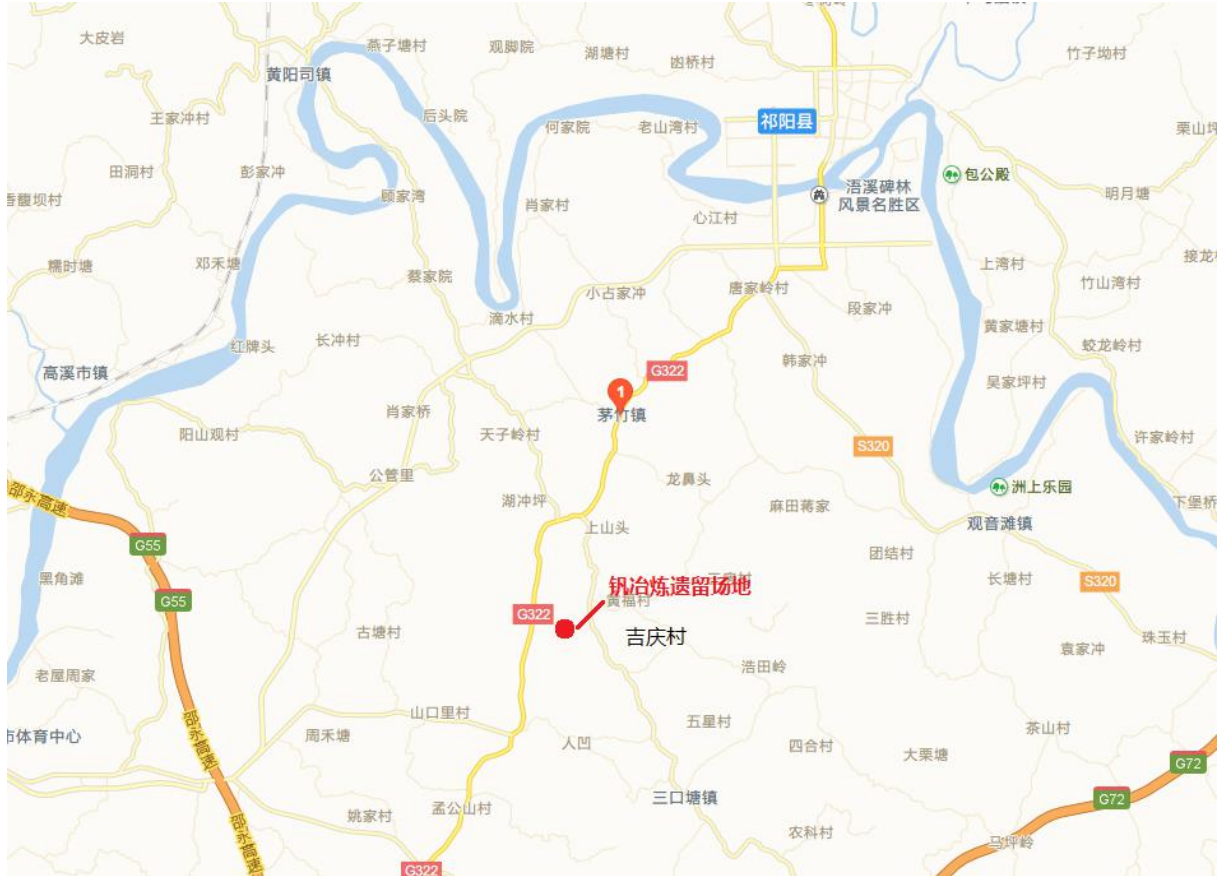 大皮岩
燕子塘村
观脚院
湖塘村
凼桥村
竹子坳村
黄阳司镇
王家冲村
后头院
何家院
老山湾村
祁阳县
栗山坪
田洞村
彭家冲
顾家湾
肖家村
心江村
浯溪碑林
风景名胜区
包公殿
明月塘
香馥坝村
糯时塘
邓禾塘
蔡家院
小占家冲
唐家岭村
段家冲
上湾村
竹山湾村
接龙
滴水村
黄家塘村
红牌头
长冲村
韩家冲
蛟龙岭村
高溪市镇
G322
吴家坪村
1
茅竹镇
肖家桥
阳山观村
天子岭村
S320
许家岭村
公管里
龙鼻头
洲上乐园
邵永高速
湖冲坪
麻田蒋家
下堡桥
上山头
观音滩镇
G55
团结村
黑角滩
钒冶炼遗留场地
长塘村
S320
G55
G322
黄福村
三胜村
古塘村
吉庆村
珠玉村
袁家冲
老屋周家
浩田岭
山口里村
五星村
茶山村
市体育中心
周禾塘
人凹
四合村
大栗塘
邵永高速
G72
三口塘镇
G72
姚家村
孟公山村
农科村
马坪岭
邵永高速
G322